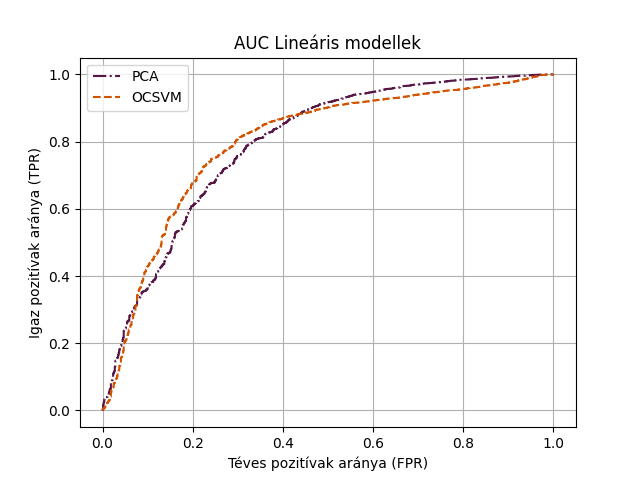 AUC Lineáris modellek
PCA
OCSVM
Igaz pozitívak aránya (TPR)
1.0
0.8
0.6
0.4
0.2
0.0
0.0 0.2 0.4 0.6 0.8 1.0
Téves pozitívak aránya (FPR)